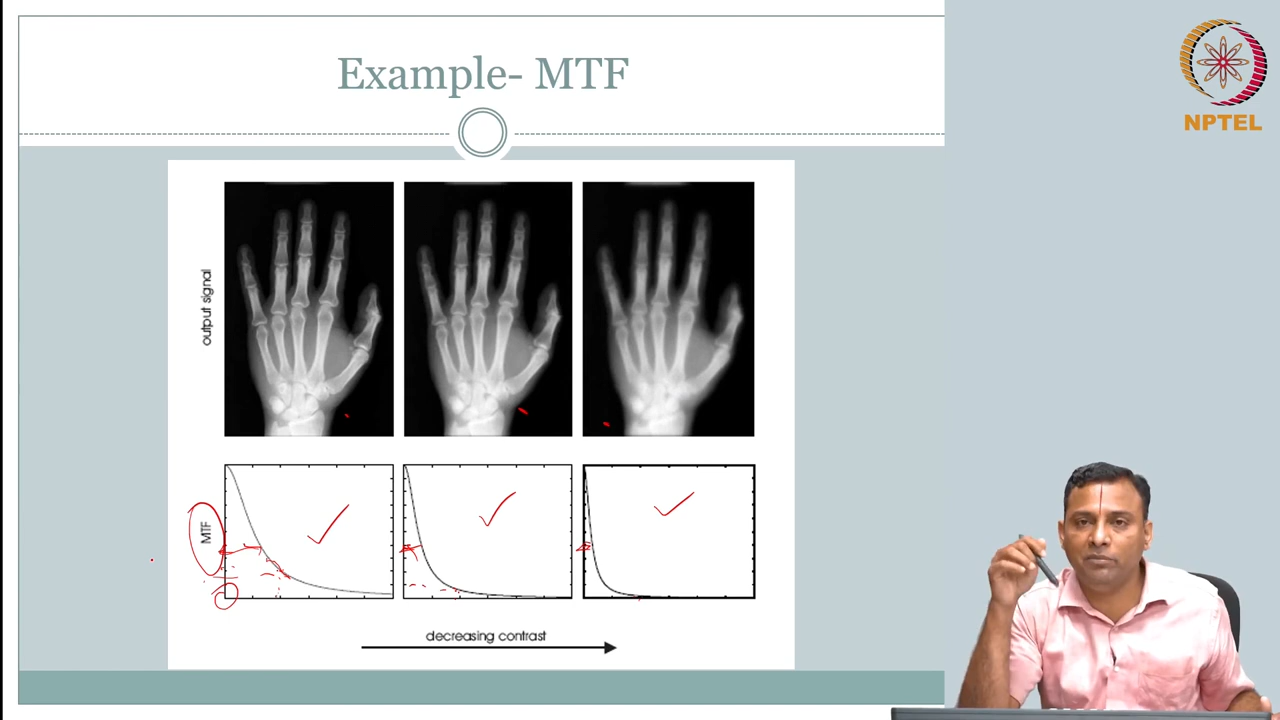 Example- MTF
NPTEL
output signal
MTF
decreasing contrast